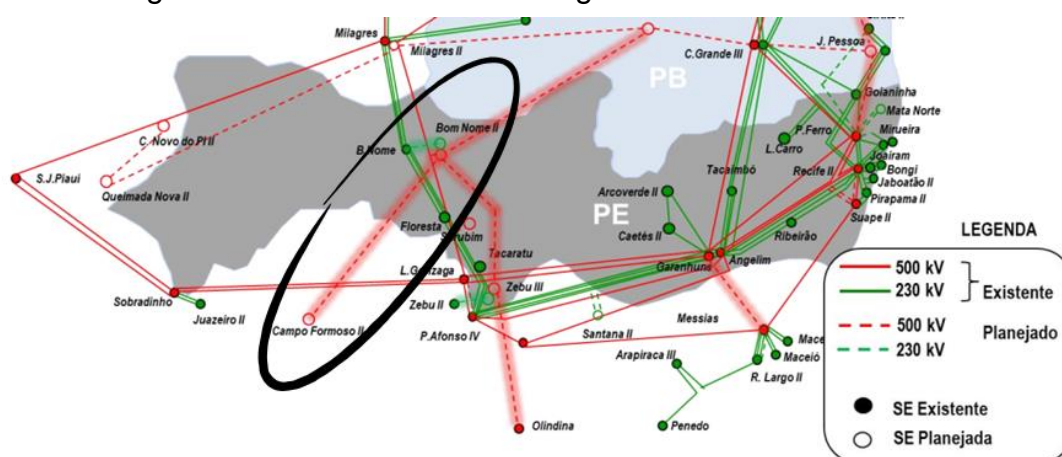 Milagres
Milagres II
C.Grande III
J. Pessoa
PB
Goianinha
Mata Norte
Bom Nome II
P.Ferro
Mirueira
C. Novo do PI II
B.Nome
L.Carro
Joairam
S.J.Piaui
Tacaimbó
Recife II
Bongi
Queimada Nova II
Arcoverde II
Jaboatão II
PE
Pirapama II
Floresta
Caetés II
Suape II
Ribeirão
Tacaratu
LEGENDA
L.Gonzaga
Garanhuns
Angelim
500 kV
Existente
230 kV
Sobradinho
Zebu II
Zebu III
Juazeiro II
Campo Formoso II
Messias
500 kV
Planejado
P.Afonso IV
Santana II
230 kV
Arapiraca III
Maceió
R. Largo II
SE Existente
Olindina
Penedo
SE Planejada